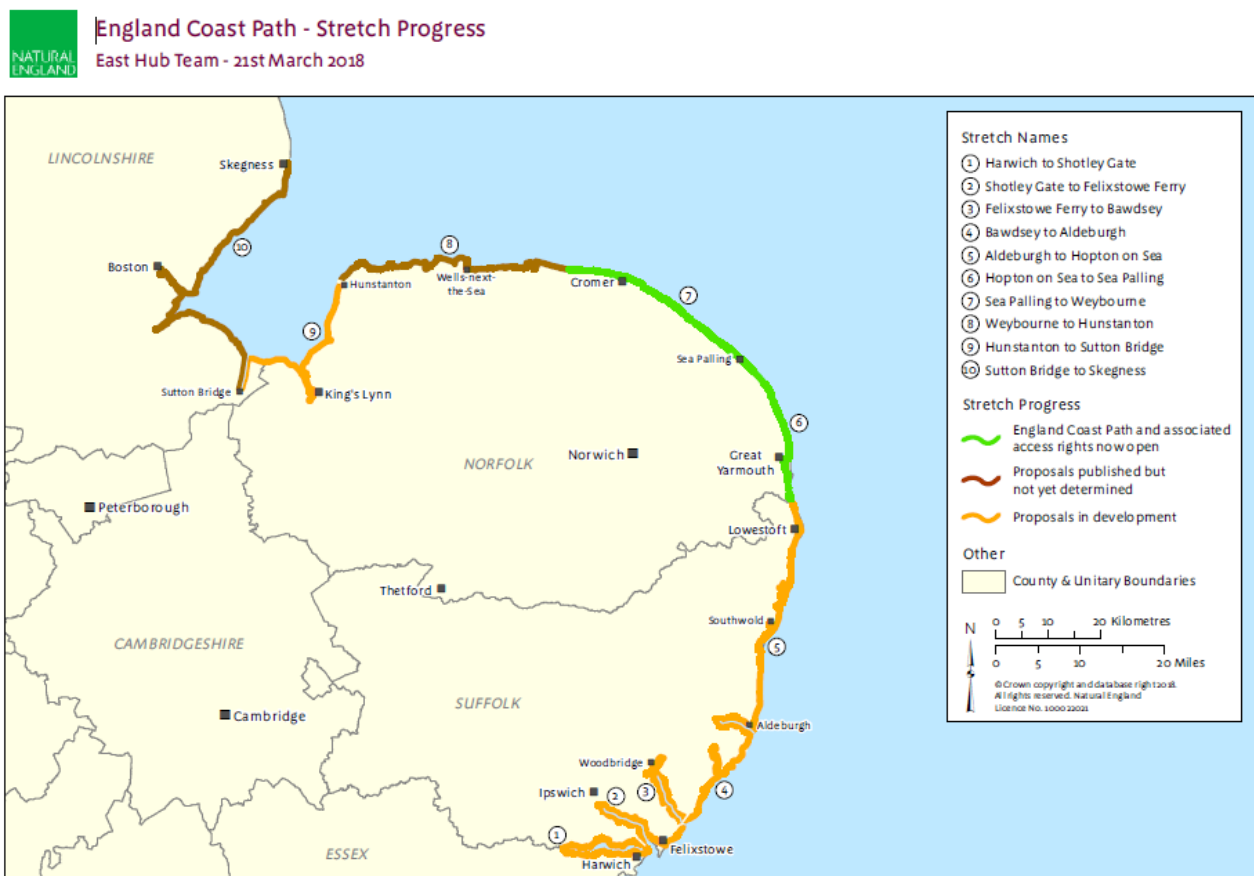 NATURAL
ENGLAND
England Coast Path - Stretch Progress
East Hub Team - 21st March 2018
LINCOLNSHIRE
Skegness
10
Boston
8
Wells-next-
the-Sea
Hunstanton
Cromer
7
9
Sea Palling
Sutton Bridge
King's Lynn
6
NORFOLK
Norwich
Great
Yarmouth
Peterborough
Lowestoft
Thetford
Southwold
CAMBRIDGESHIRE
5
SUFFOLK
Cambridge
Aldeburgh
Woodbridge
Ipswich
2
3
4
1
Felixstowe
ESSEX
Harwich
Stretch Names
1 Harwich to Shotley Gate
2 Shotley Gate to Felixstowe Ferry
3 Felixstowe Ferry to Bawdsey
4 Bawdsey to Aldeburgh
5 Aldeburgh to Hopton on Sea
6 Hopton on Sea to Sea Palling
7 Sea Palling to Weybourne
8 Weybourne to Hunstanton
9 Hunstanton to Sutton Bridge
10 Sutton Bridge to Skegness
Stretch Progress
England Coast Path and associated
access rights now open
Proposals published but
not yet determined
Proposals in development
Other
County & Unitary Boundaries
N
0 5 10 20 Kilometres
0 5 10 20 Miles
© Crown copyright and database right 2018.
All rights reserved. Natural England
Licence No. 100022021